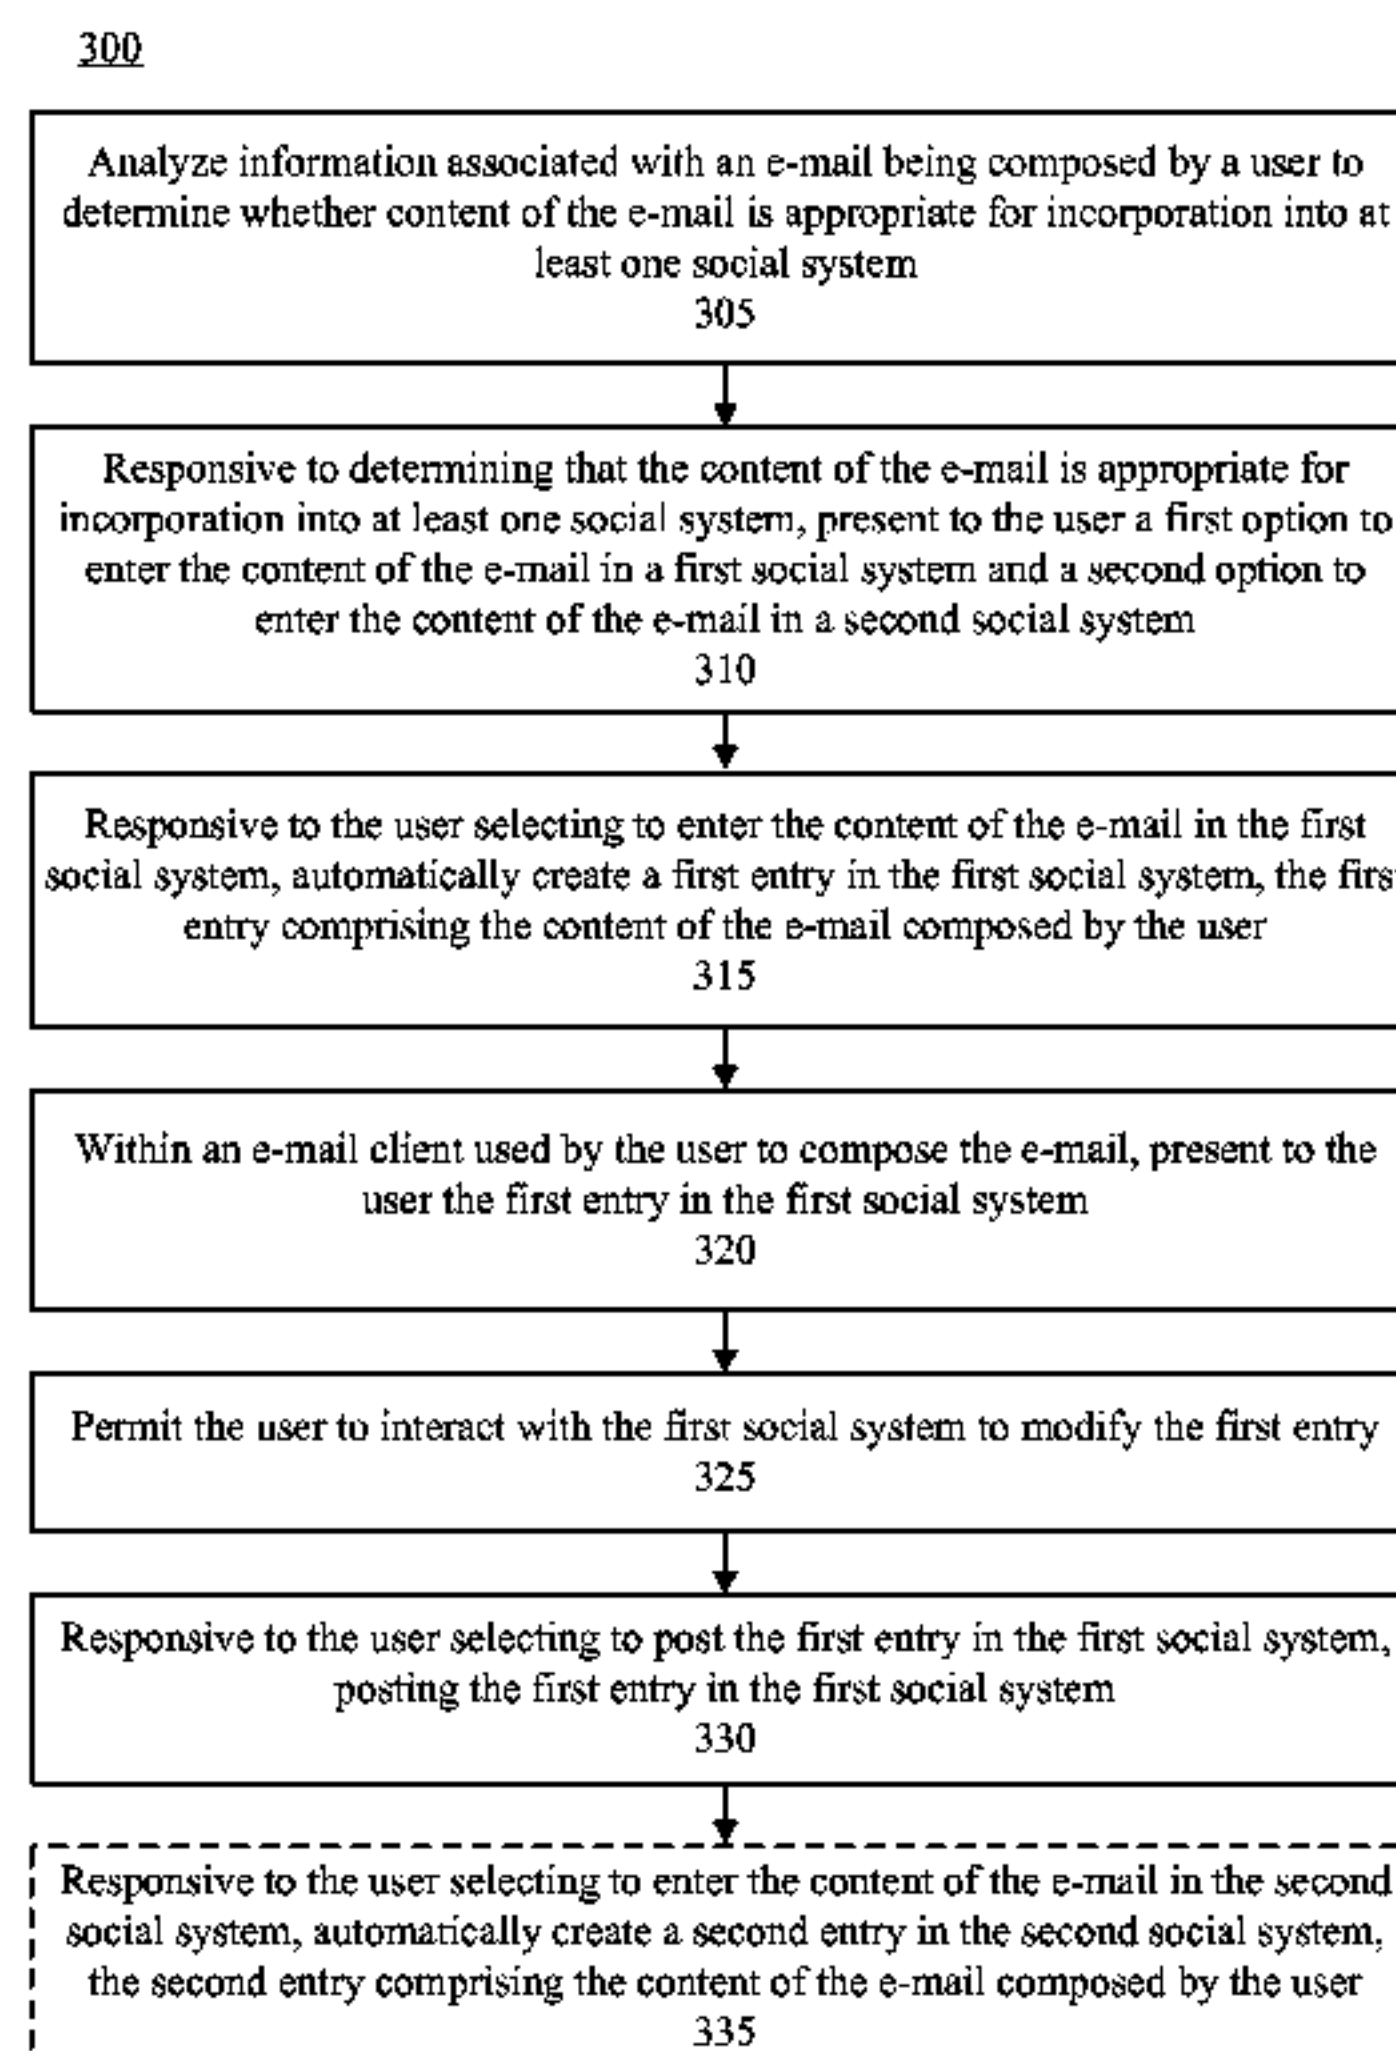 300
Analyze information associated with an e-mail being composed by a user to
determine whether content of the e-mail is appropriate for incorporation into at
least one social system
305
Responsive to determining that the content of the e-mail is appropriate for
incorporation into at least one social system, present to the user a first option to
enter the content of the e-mail in a first social system and a second option to
enter the content of the e-mail in a second social system
310
Responsive to the user selecting to enter the content of the e-mail in the first
social system, automatically create a first entry in the first social system, the first
entry comprising the content of the e-mail composed by the user
315
Within an e-mail client used by the user to compose the e-mail, present to the
user the first entry in the first social system
320
Permit the user to interact with the first social system to modify the first entry
325
Responsive to the user selecting to post the first entry in the first social system,
posting the first entry in the first social system
330
Responsive to the user selecting to enter the content of the e-mail in the second
social system, automatically create a second entry in the second social system,
the second entry comprising the content of the e-mail composed by the user
335